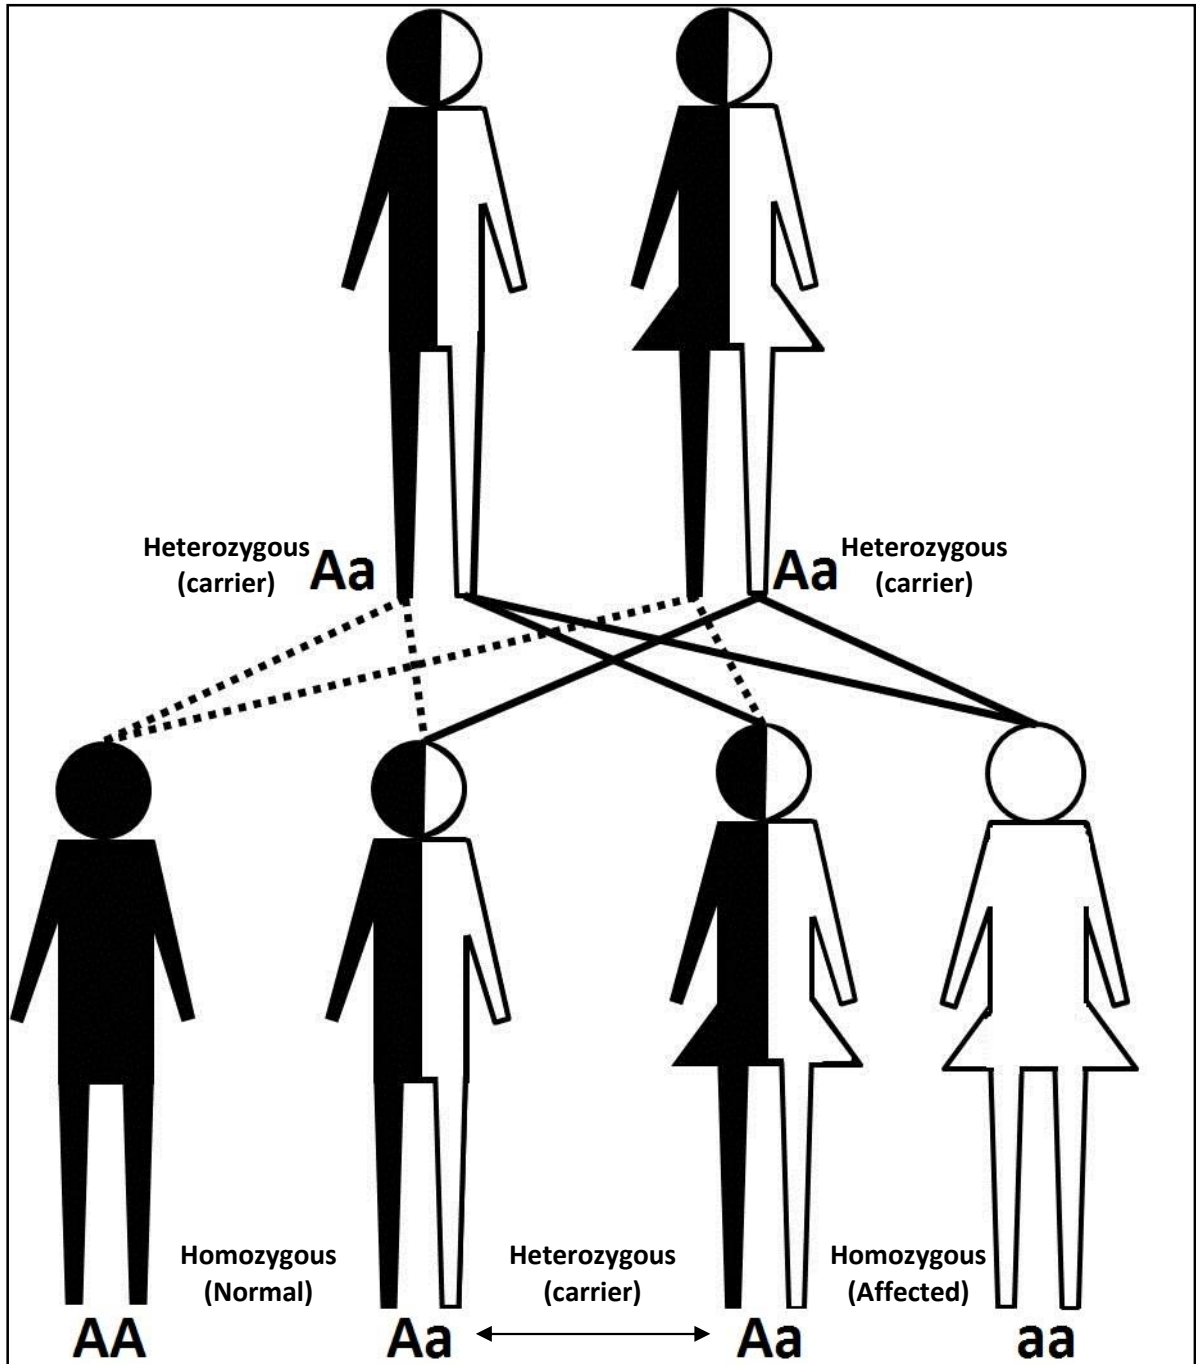 Heterozygous
(carrier)
Aa
Aa
Heterozygous
(carrier)
Homozygous
(Normal)
Heterozygous
(carrier)
Homozygous
(Affected)
AA
Aa
Aa
aa